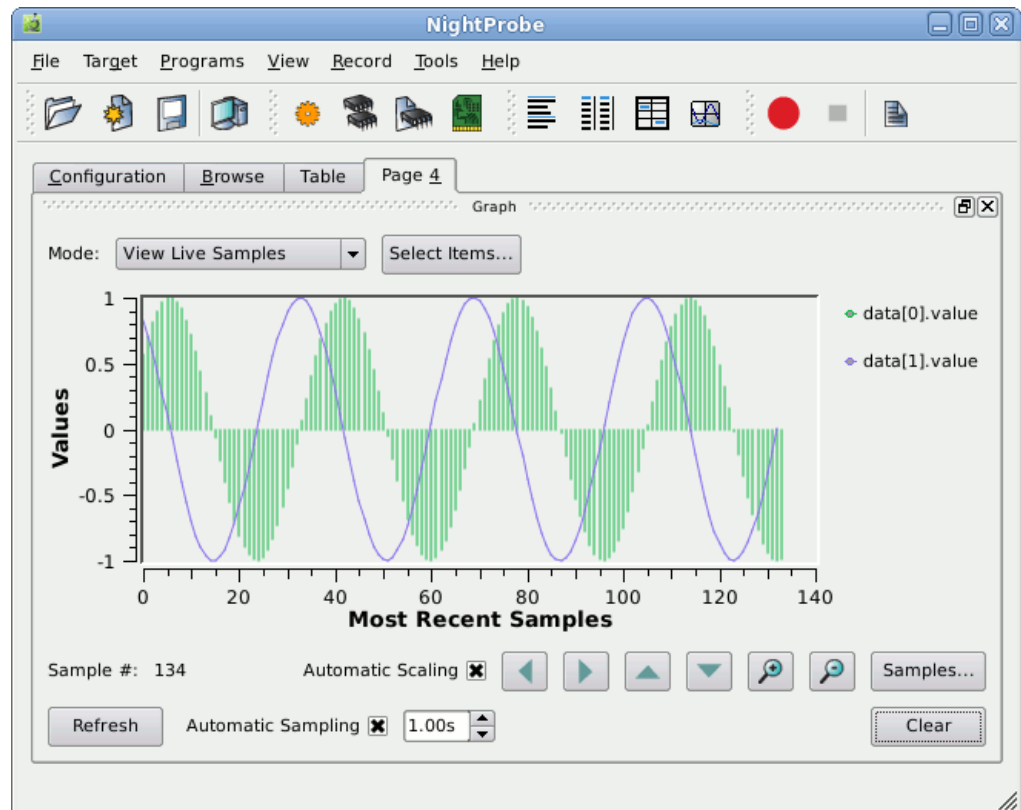 NightProbe
File Target Programs View Record Tools Help
Configuration Browse Table Page 4
Graph
Mode: View Live Samples Select Items...
Values
1
0.5
0
-0.5
-1
data[0].value
data[1].value
0 20 40 60 80 100 120 140
Most Recent Samples
Sample #: 134 Automatic Scaling Samples...
Refresh Automatic Sampling 1.00s Clear